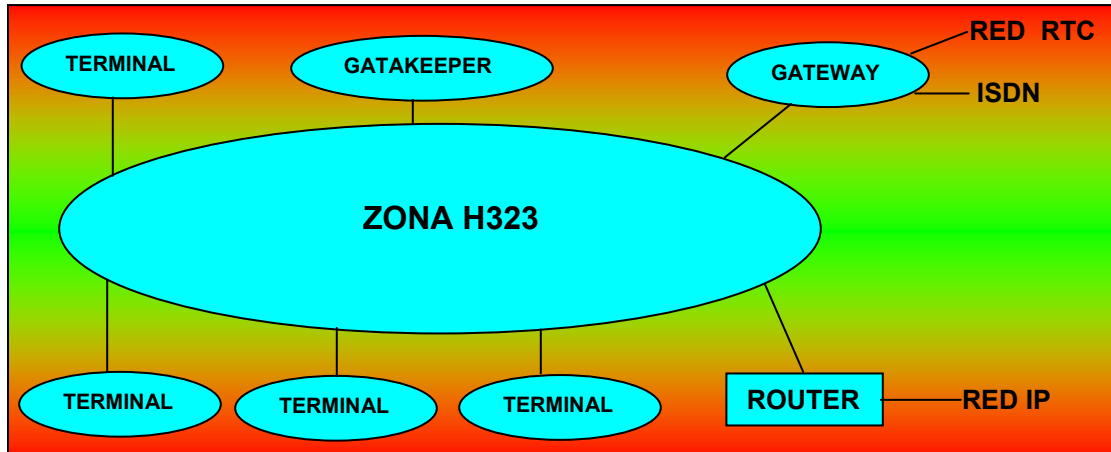 TERMINAL
GATAKEEPER
GATEWAY
RED RTC
ISDN
ZONA H323
TERMINAL
TERMINAL
TERMINAL
ROUTER
RED IP